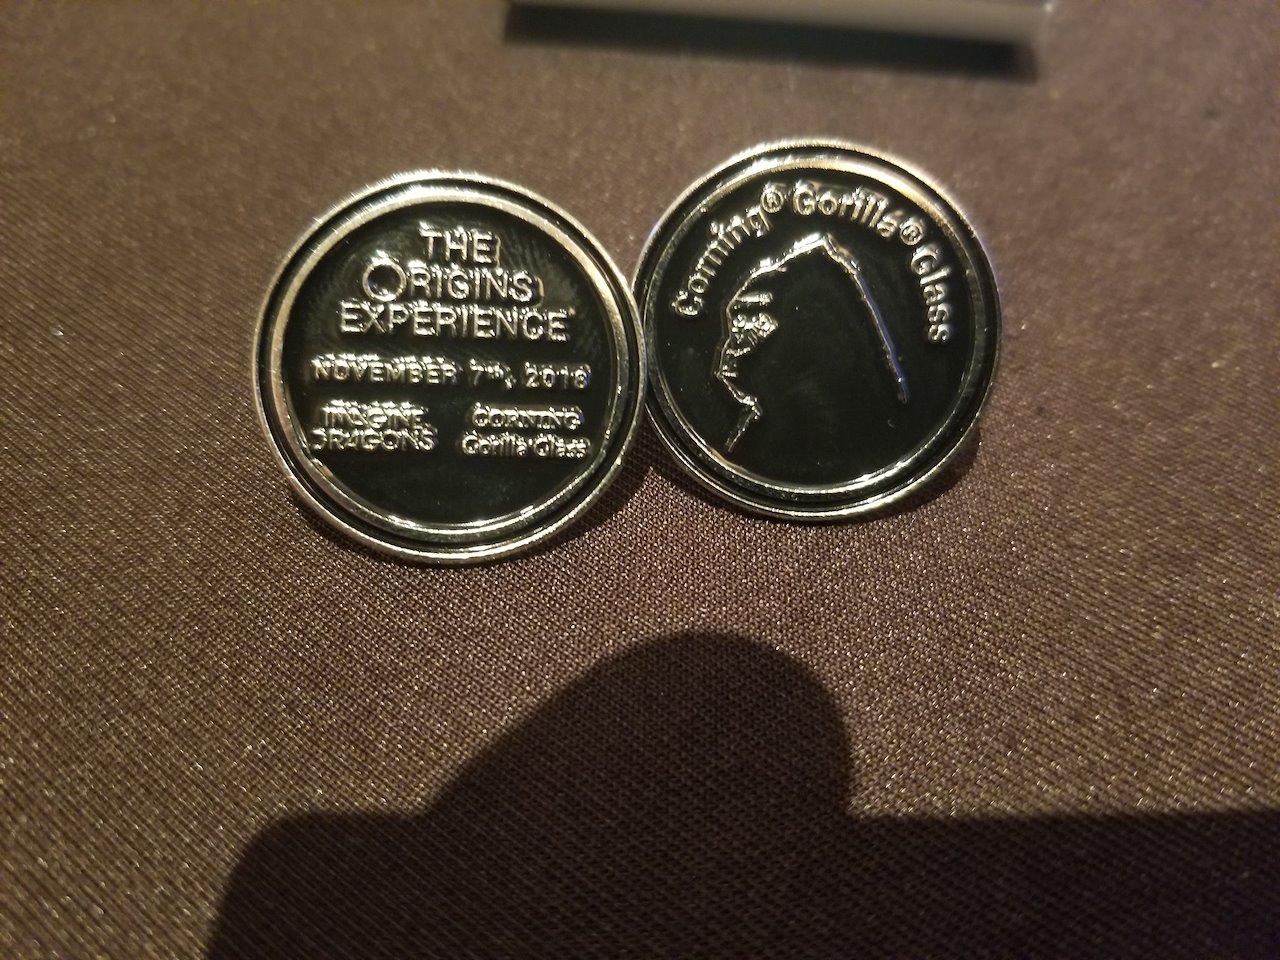 THE
ORIGINS
EXPERIENCE
NOVEMBER 7th, 2018
IMAGINE
DRAGONS
CORNING
Gorilla Glass
Corning® Gorilla® Glass